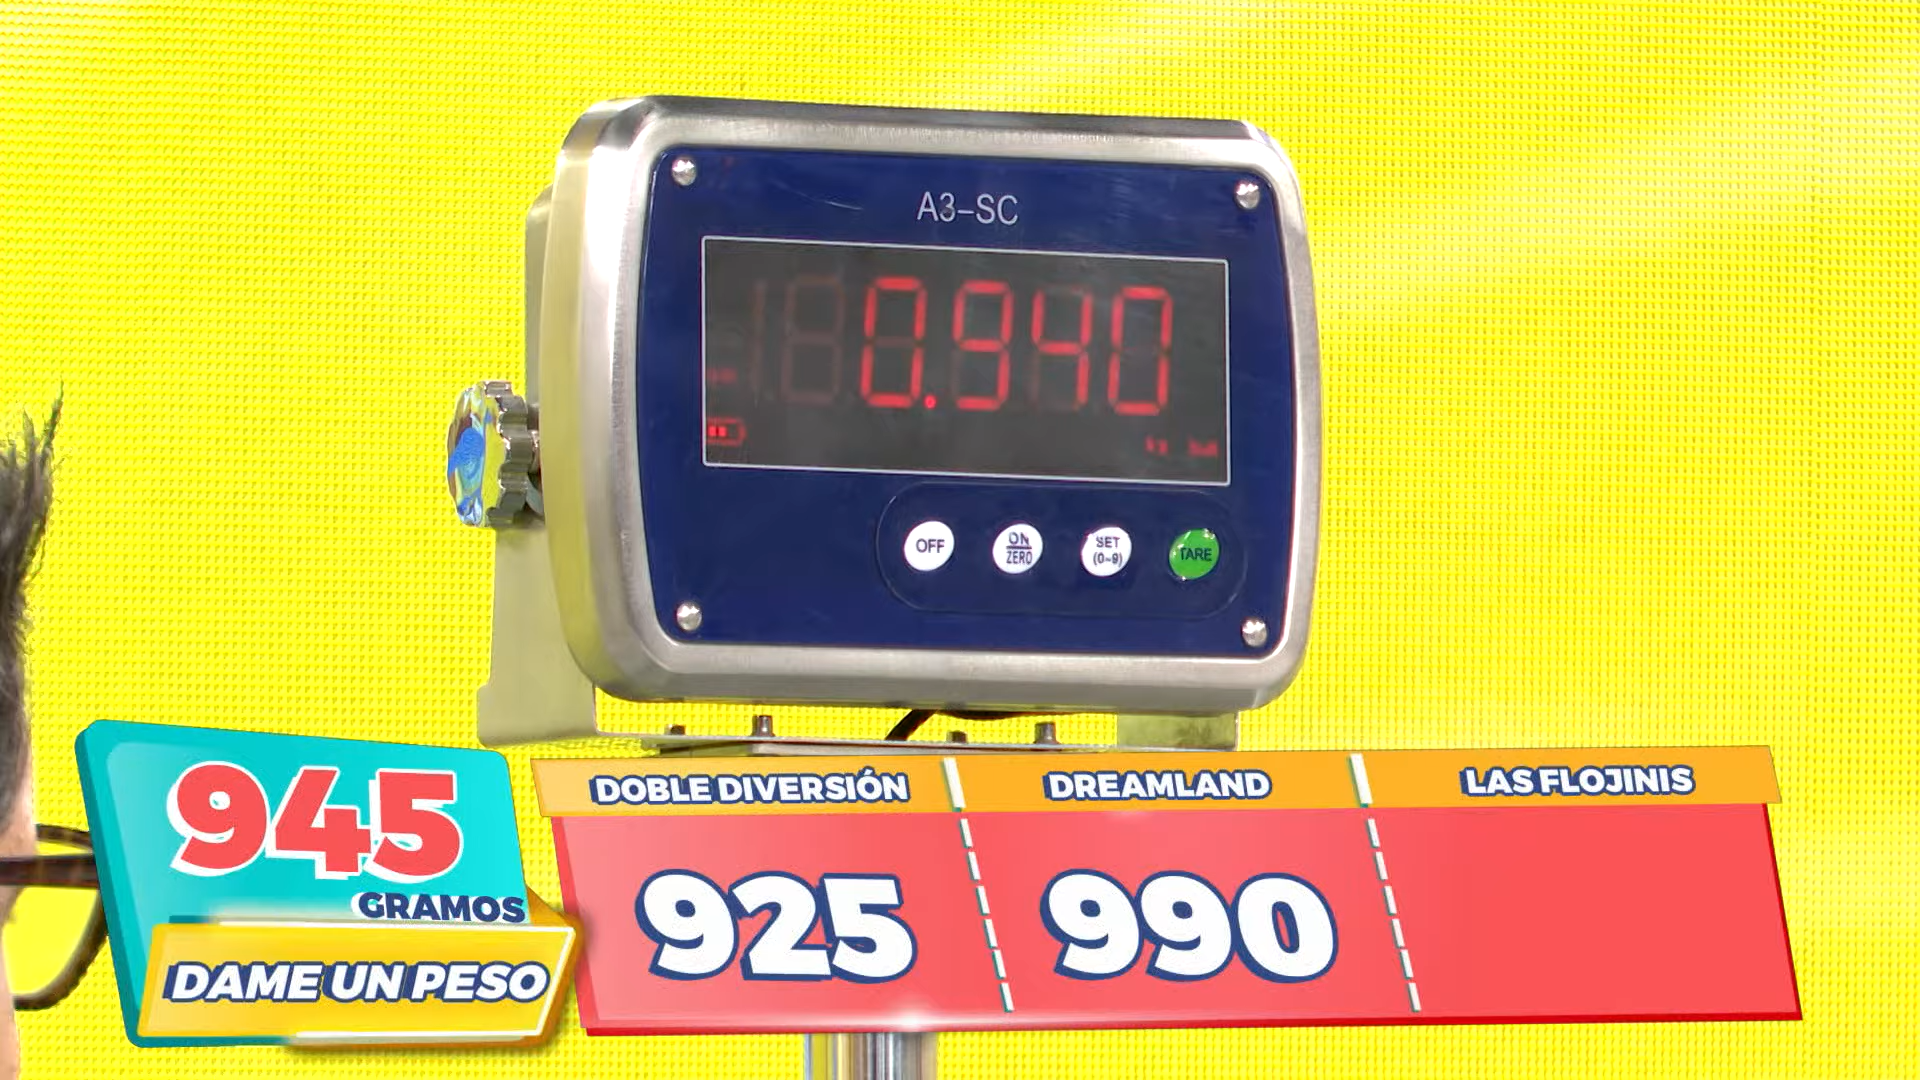 A3-SC
0.940
OFF
ON
ZERO
SET
(0~9)
TARE
945
GRAMOS
DAME UN PESO
DOBLE DIVERSIÓN
DREAMLAND
LAS FLOJINIS
925
990